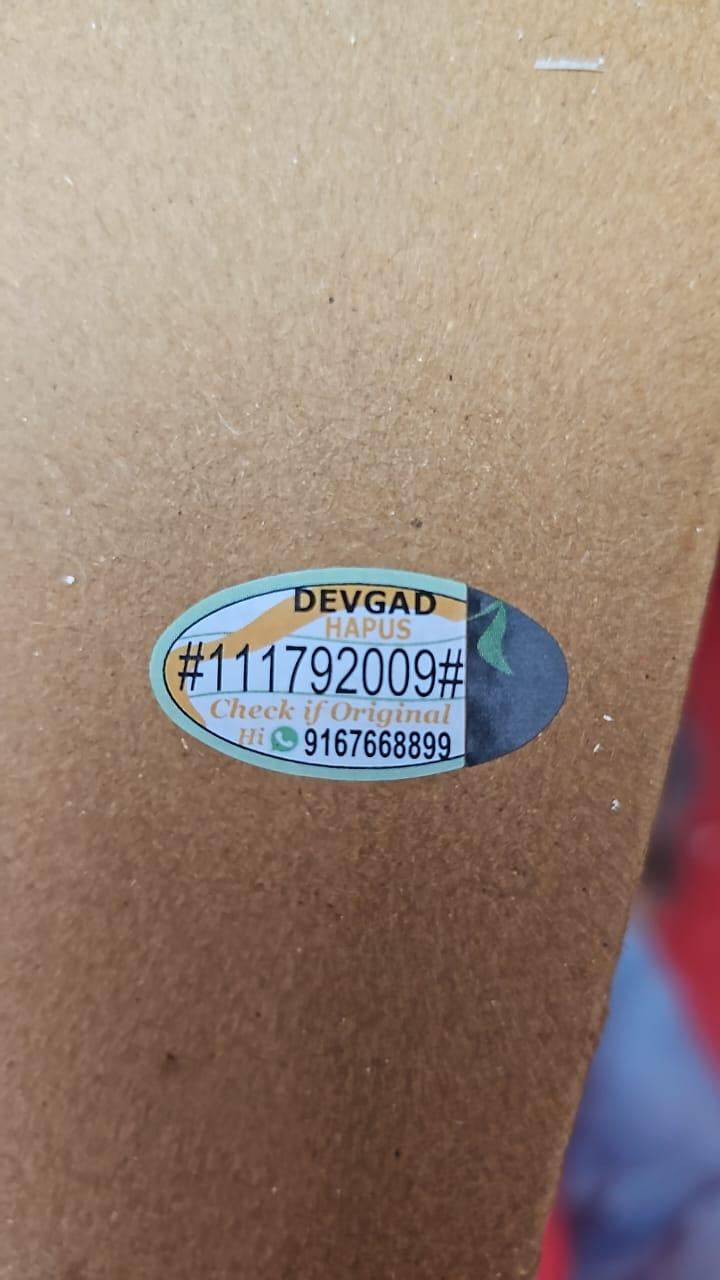 DEVGAD
HAPUS
#111792009#
Check if Original
Hi 9167668899